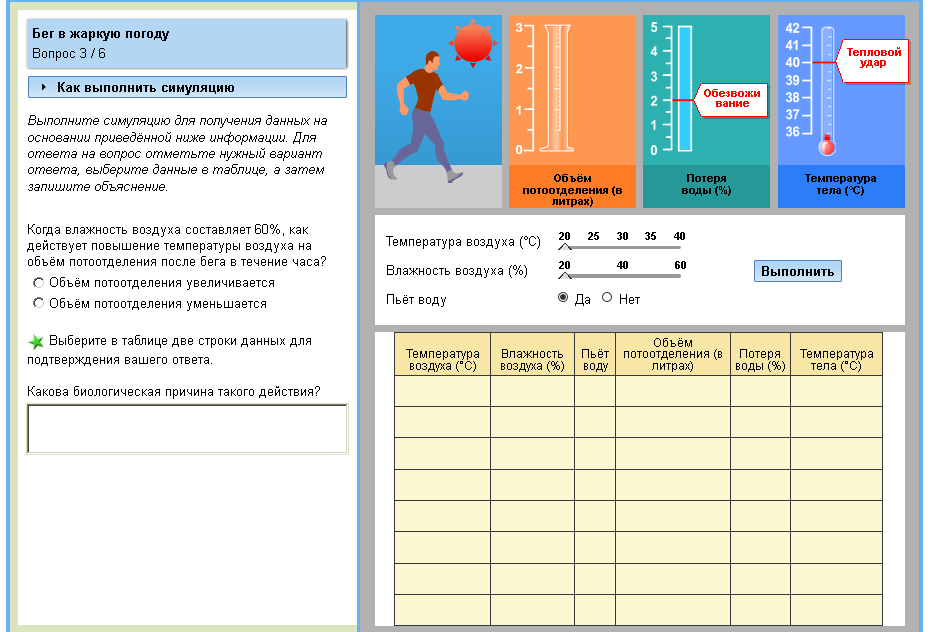 Бег в жаркую погоду
Вопрос 3 / 6
Как выполнить симуляцию
Выполните симуляцию для получения данных на
основании приведённой ниже информации. Для
ответа на вопрос отметьте нужный вариант
ответа, выберите данные в таблице, а затем
запишите объяснение.
Когда влажность воздуха составляет 60%, как
действует повышение температуры воздуха на
объём потоотделения после бега в течение часа?
Объём потоотделения увеличивается
Объём потоотделения уменьшается
Выберите в таблице две строки данных для
подтверждения вашего ответа.
Какова биологическая причина такого действия?
3
2
1
0
Объём
потоотделения (в
литрах)
5
4
3
2
1
0
Обезвожи
вание
Потеря
воды (%)
42
41
40
39
38
37
36
Тепловой
удар
Температура
тела (°C)
Температура воздуха (°C) 20 25 30 35 40
Влажность воздуха (%) 20 40 60
Пьёт воду Да Нет
Выполнить
Температура
воздуха (°C)
Влажность
воздуха (%)
Пьёт
воду
Объём
потоотделения (в
литрах)
Потеря
воды (%)
Температура
тела (°C)